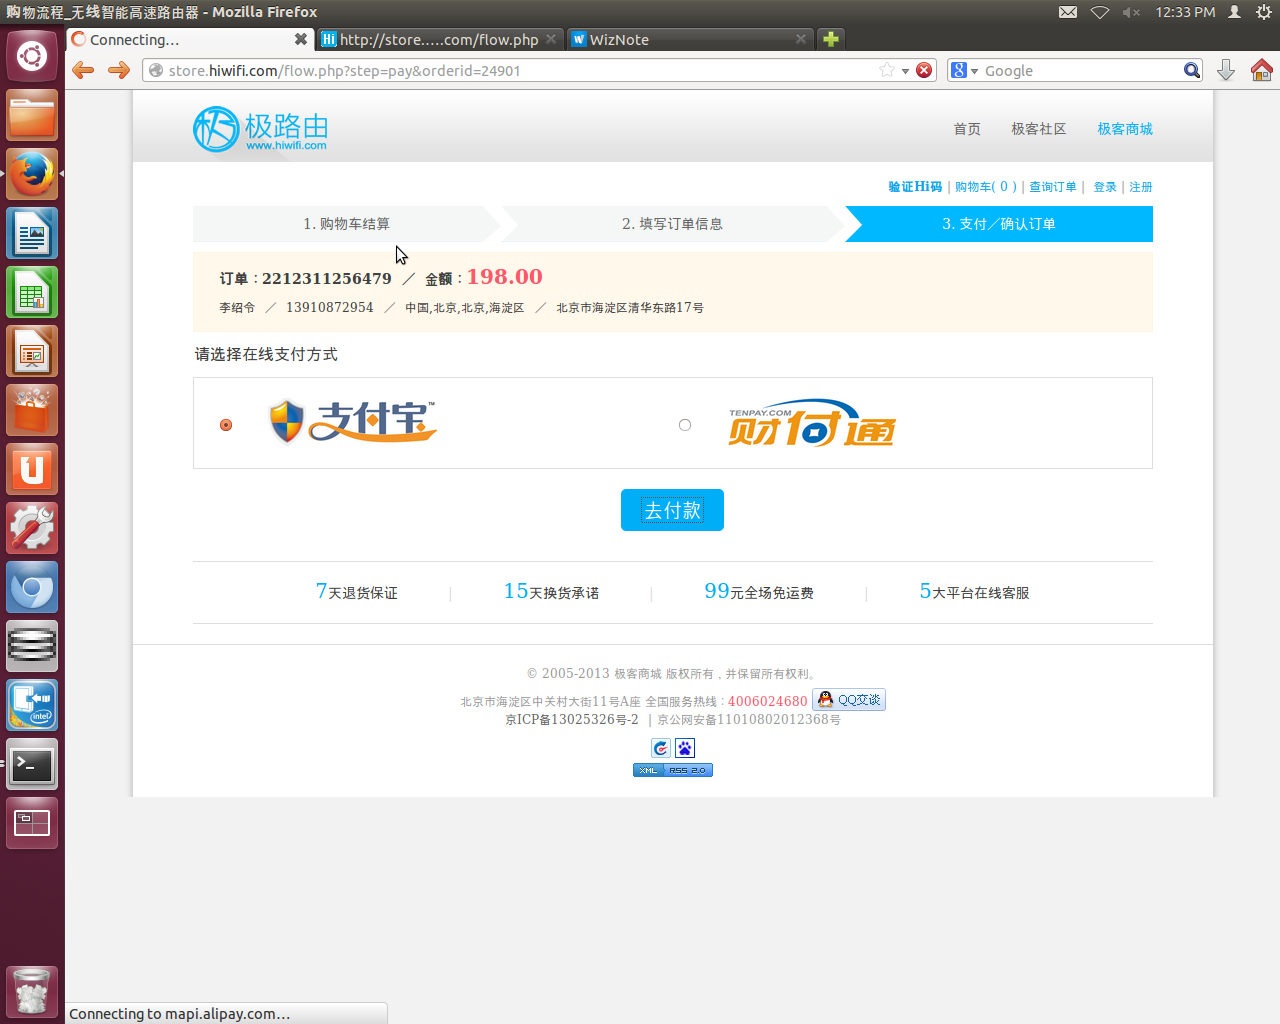 购物流程_无线智能高速路由器 - Mozilla Firefox
12:33 PM
Connecting…
Hi http://store.....com/flow.php
W WizNote
store.hiwifi.com/flow.php?step=pay&orderid=24901
8 Google
极路由
www.hiwifi.com
首页 极客社区 极客商城
验证Hi码 | 购物车( 0 ) | 查询订单 | 登录 | 注册
1. 购物车结算
2. 填写订单信息
3. 支付／确认订单
订单：2212311256479 ／ 金额：198.00
李绍令 ／ 13910872954 ／ 中国,北京,北京,海淀区 ／ 北京市海淀区清华东路17号
请选择在线支付方式
支付宝™
TENPAY.COM
财付通
去付款
7天退货保证 | 15天换货承诺 | 99元全场免运费 | 5大平台在线客服
© 2005-2013 极客商城 版权所有，并保留所有权利。
北京市海淀区中关村大街11号A座 全国服务热线：4006024680 QQ交谈
京ICP备13025326号-2 | 京公网安备11010802012368号
XML RSS 2.0
intel
Connecting to mapi.alipay.com…